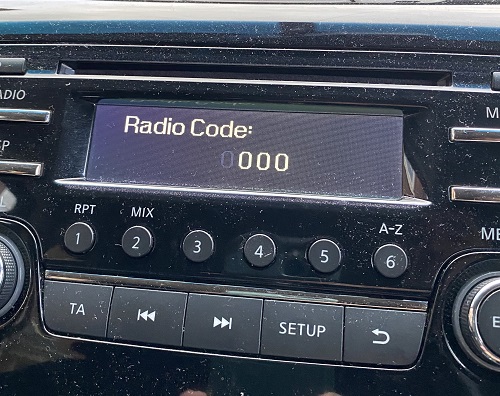 Radio Code:
0000
RPT
MIX
A-Z
1
2
3
4
5
6
TA
SETUP